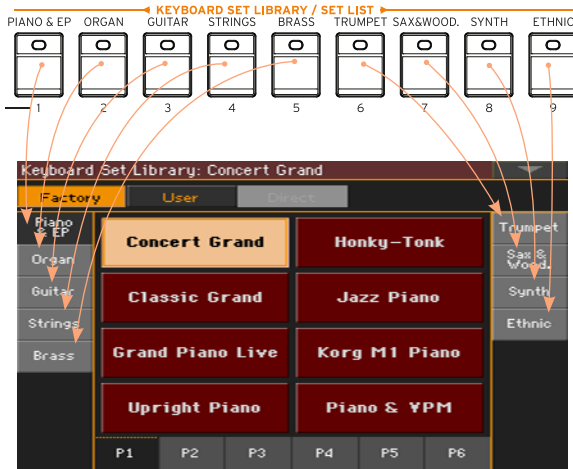 KEYBOARD SET LIBRARY / SET LIST
PIANO & EP ORGAN GUITAR STRINGS BRASS TRUMPET SAX&WOOD. SYNTH ETHNIC
1 2 3 4 5 6 7 8 9
Keyboard Set Library: Concert Grand
Factory User Direct
Piano & EP
Organ
Guitar
Strings
Brass
Concert Grand
Honky-Tonk
Classic Grand
Jazz Piano
Grand Piano Live
Korg M1 Piano
Upright Piano
Piano & VPM
Trumpet
Sax & Wood.
Synth
Ethnic
P1 P2 P3 P4 P5 P6